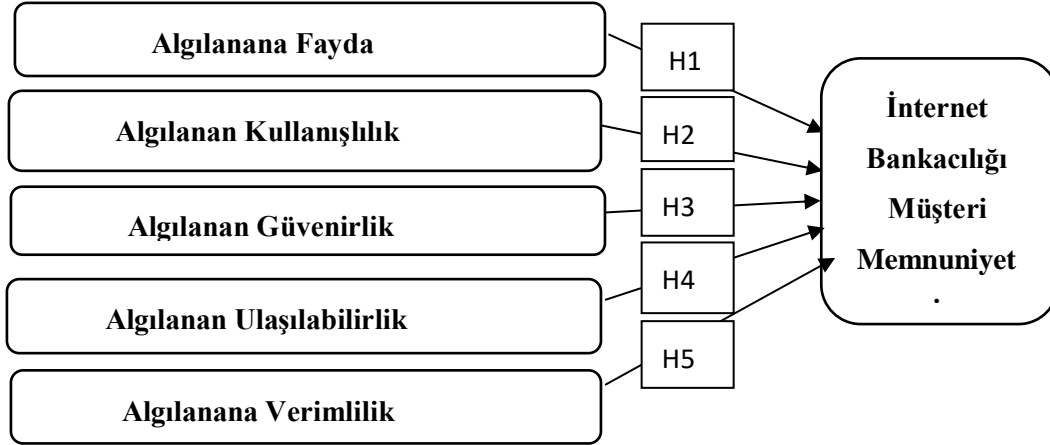 Algılanana Fayda
H1
Algılanan Kullanışlılık
H2
Algılanan Güvenirlik
H3
Algılanan Ulaşılabilirlik
H4
Algılanana Verimlilik
H5
İnternet
Bankacılığı
Müşteri
Memnuniyet